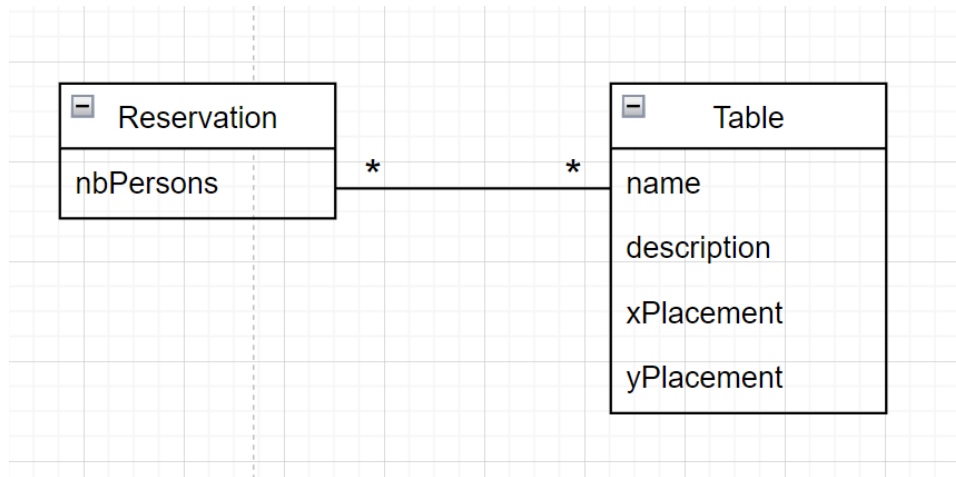 Reservation
nbPersons
* *
Table
name
description
xPlacement
yPlacement